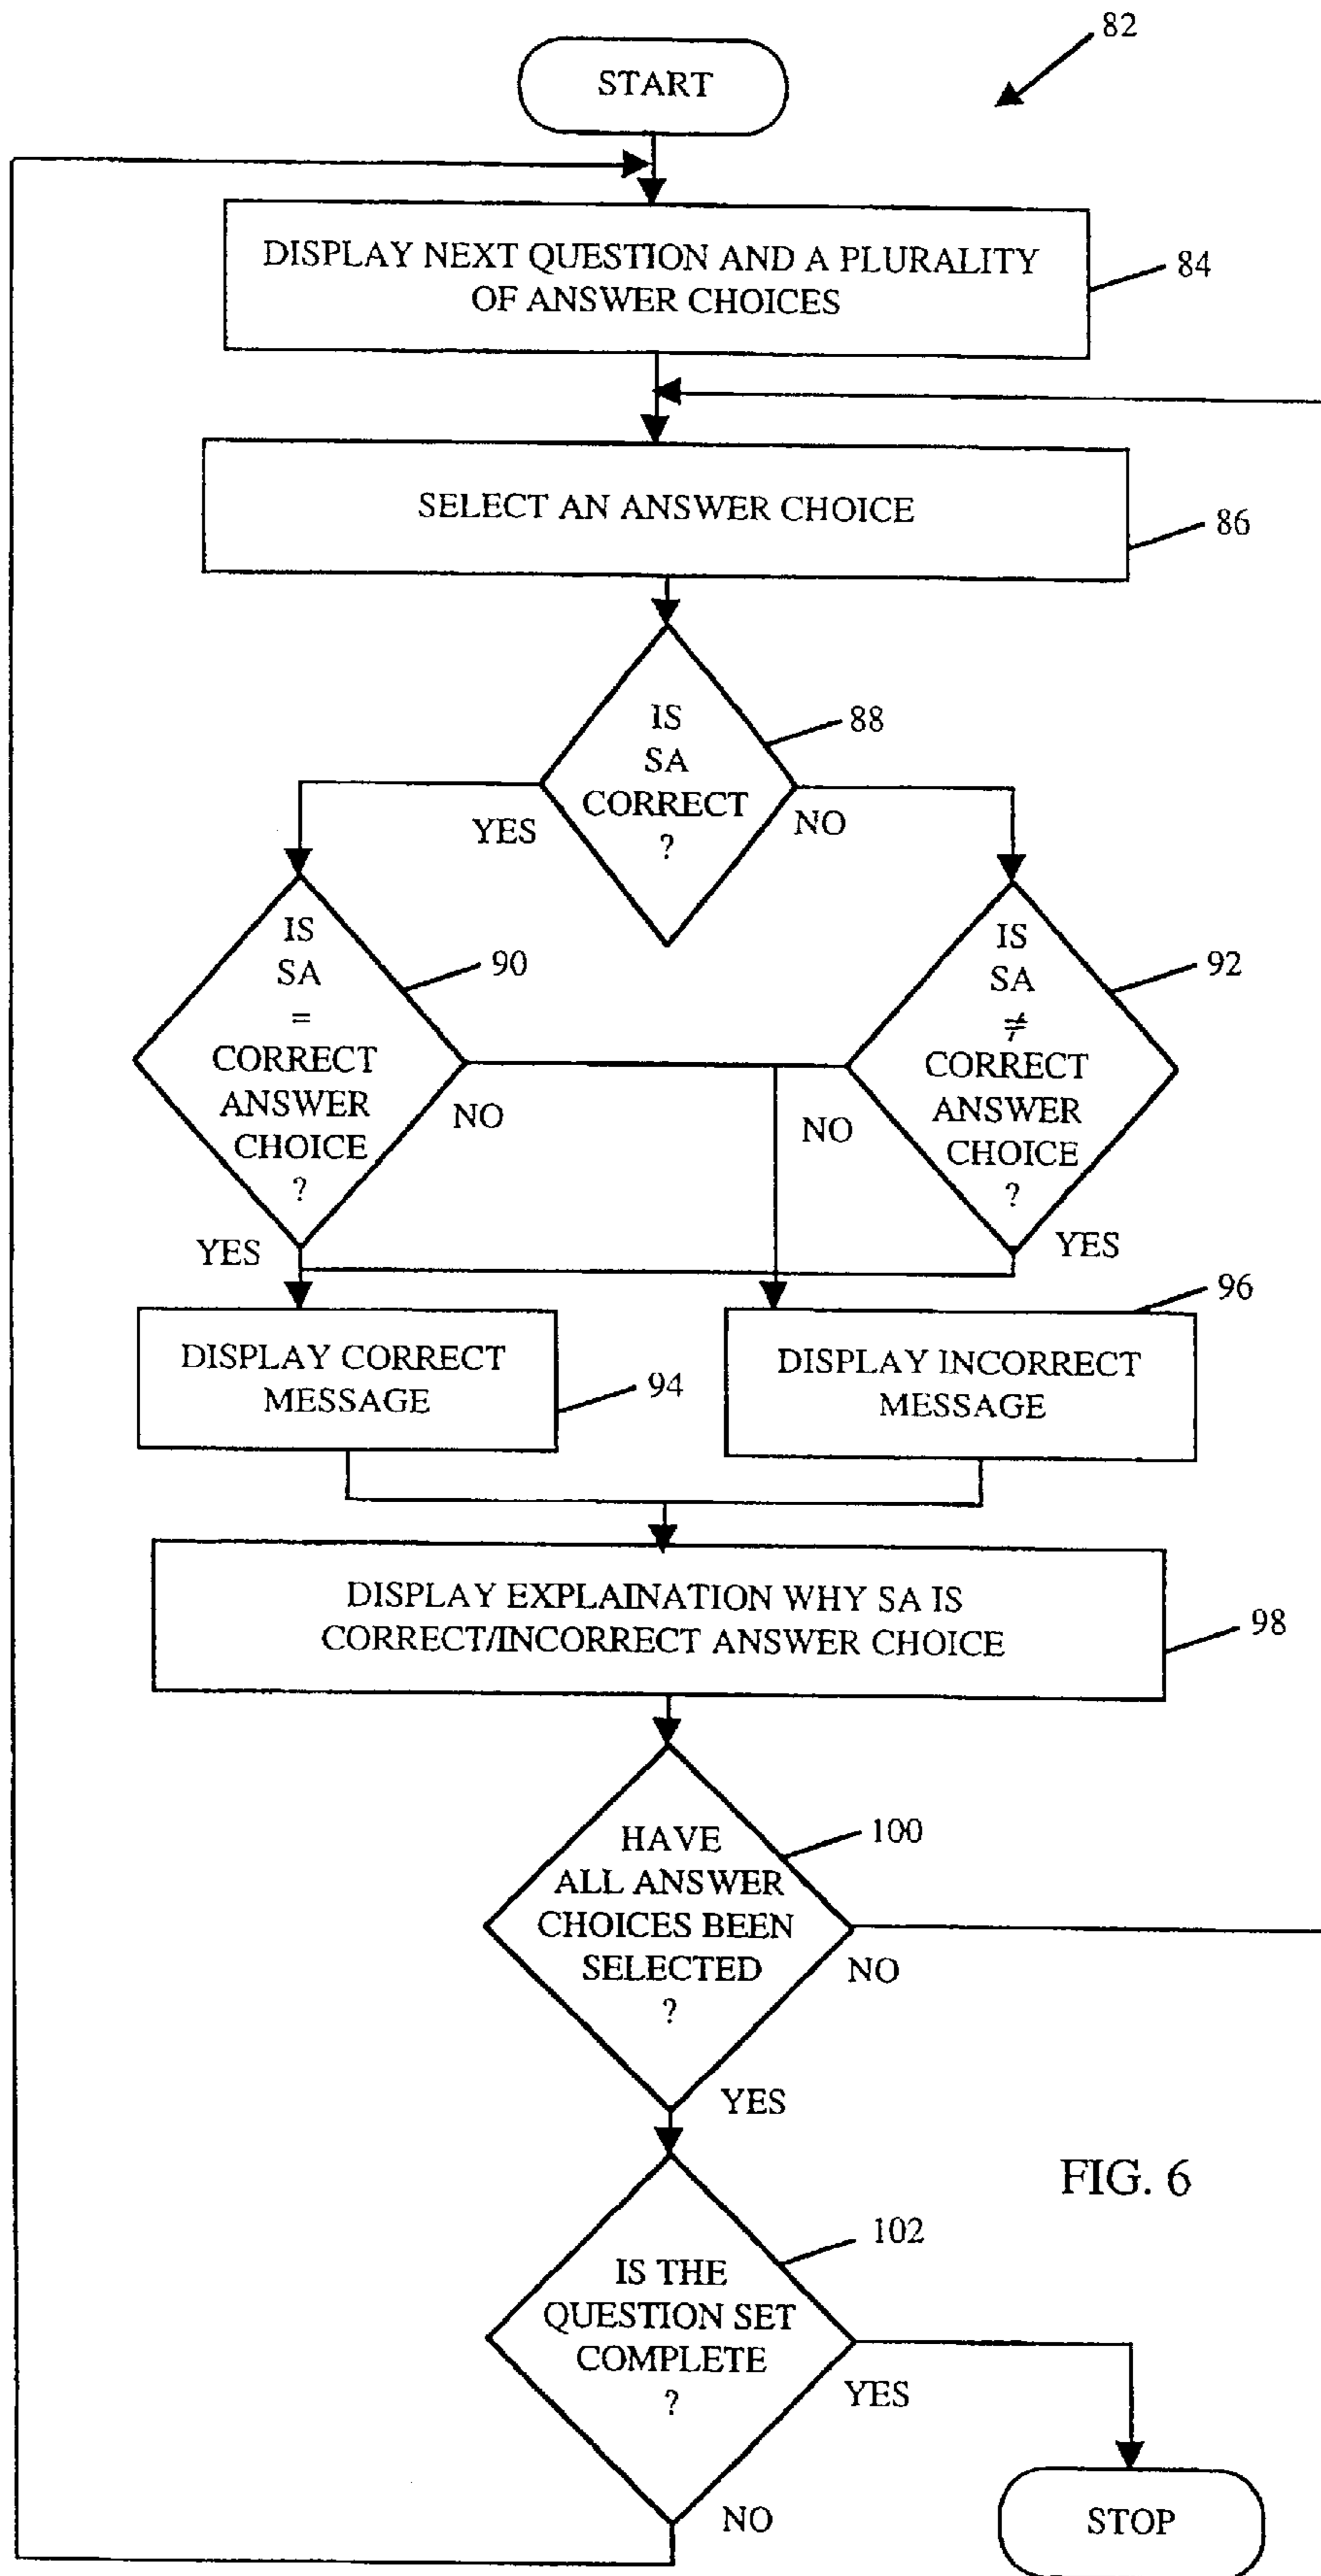 82
START
DISPLAY NEXT QUESTION AND A PLURALITY
OF ANSWER CHOICES
84
SELECT AN ANSWER CHOICE
86
IS
SA
CORRECT
?
88
YES
NO
IS
SA
=
CORRECT
ANSWER
CHOICE
?
90
NO
YES
IS
SA
≠
CORRECT
ANSWER
CHOICE
?
92
NO
YES
DISPLAY CORRECT
MESSAGE
94
DISPLAY INCORRECT
MESSAGE
96
DISPLAY EXPLAINATION WHY SA IS
CORRECT/INCORRECT ANSWER CHOICE
98
HAVE
ALL ANSWER
CHOICES BEEN
SELECTED
?
100
NO
YES
FIG. 6
IS THE
QUESTION SET
COMPLETE
?
102
YES
NO
STOP